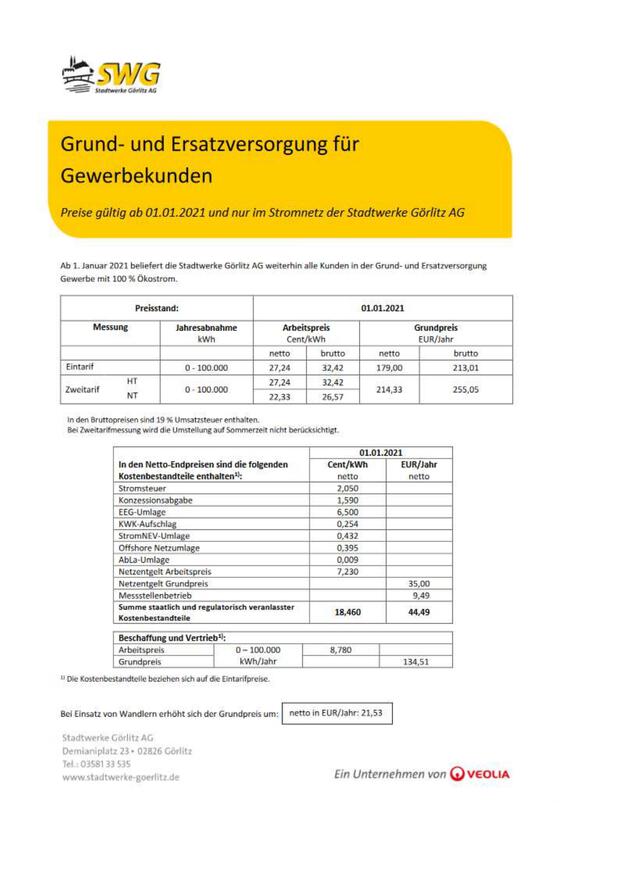 SWG
Stadtwerke Görlitz AG
Grund- und Ersatzversorgung für
Gewerbekunden
Preise gültig ab 01.01.2021 und nur im Stromnetz der Stadtwerke Görlitz AG
Ab 1. Januar 2021 beliefert die Stadtwerke Görlitz AG weiterhin alle Kunden in der Grund- und Ersatzversorgung
Gewerbe mit 100 % Ökostrom.
Preisstand: 01.01.2021
Messung Jahresabnahme Arbeitspreis Grundpreis
kWh Cent/kWh EUR/Jahr
netto brutto netto brutto
Eintarif 0 - 100.000 27,24 32,42 179,00 213,01
Zweitarif HT 0 - 100.000 27,24 32,42 214,33 255,05
NT 22,33 26,57
In den Bruttopreisen sind 19 % Umsatzsteuer enthalten.
Bei Zweitarifmessung wird die Umstellung auf Sommerzeit nicht berücksichtigt.
01.01.2021
In den Netto-Endpreisen sind die folgenden Cent/kWh EUR/Jahr
Kostenbestandteile enthalten¹⁾: netto netto
Stromsteuer 2,050
Konzessionsabgabe 1,590
EEG-Umlage 6,500
KWK-Aufschlag 0,254
StromNEV-Umlage 0,432
Offshore Netzumlage 0,395
AbLa-Umlage 0,009
Netzentgelt Arbeitspreis 7,230
Netzentgelt Grundpreis 35,00
Messstellenbetrieb 9,49
Summe staatlich und regulatorisch veranlasster
Kostenbestandteile 18,460 44,49
Beschaffung und Vertrieb¹⁾:
Arbeitspreis 0 – 100.000 8,780
Grundpreis kWh/Jahr 134,51
¹⁾ Die Kostenbestandteile beziehen sich auf die Eintarifpreise.
Bei Einsatz von Wandlern erhöht sich der Grundpreis um: netto in EUR/Jahr: 21,53
Stadtwerke Görlitz AG
Demianiplatz 23 • 02826 Görlitz
Tel.: 03581 33 535
www.stadtwerke-goerlitz.de
Ein Unternehmen von VEOLIA